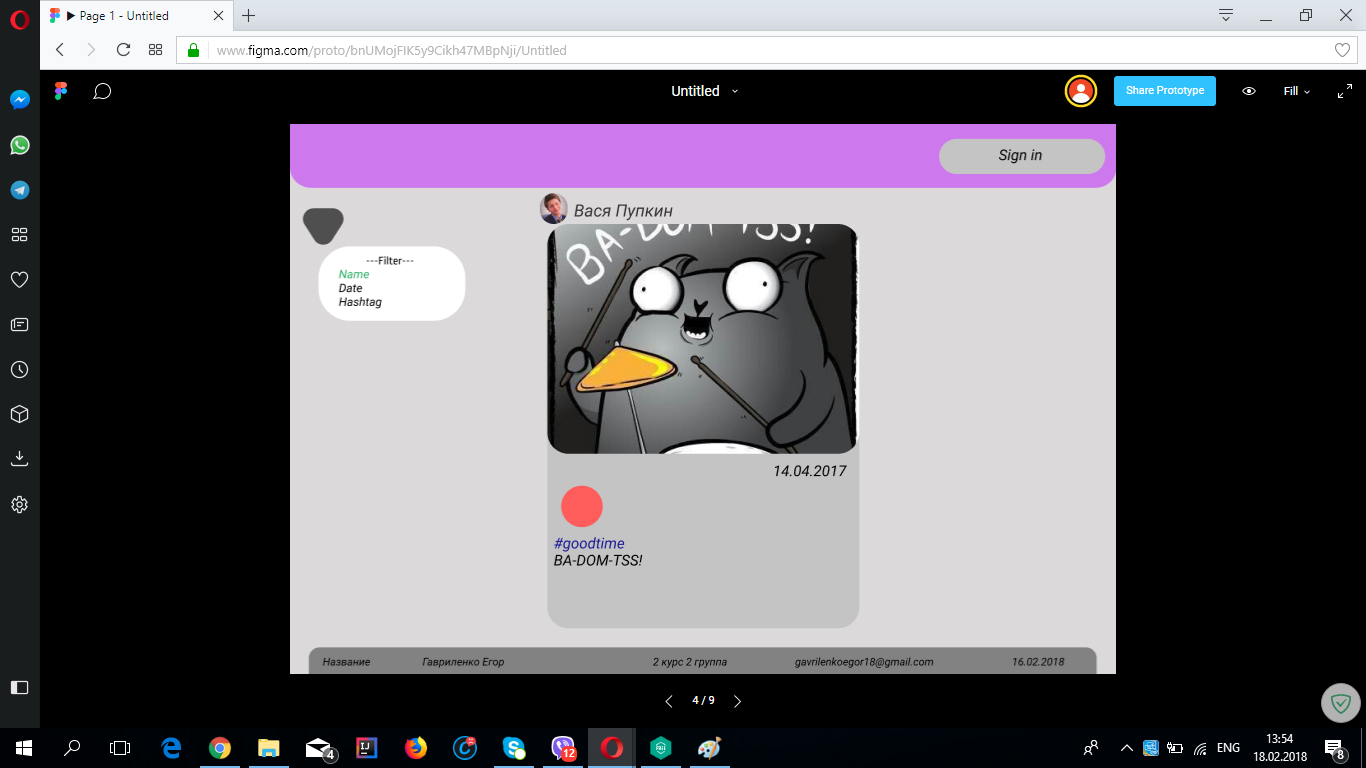 ▶ Page 1 - Untitled
www.figma.com/proto/bnUMojFIK5y9Cikh47MBpNji/Untitled
Untitled
Share Prototype
Fill
Sign in
Вася Пупкин
BA-DOM TSS!
---Filter---
Name
Date
Hashtag
14.04.2017
#goodtime
BA-DOM-TSS!
Название Гавриленко Егор 2 курс 2 группа gavrilenkoegor18@gmail.com 16.02.2018
4 / 9
4
IJ
12
ENG
13:54
18.02.2018
8